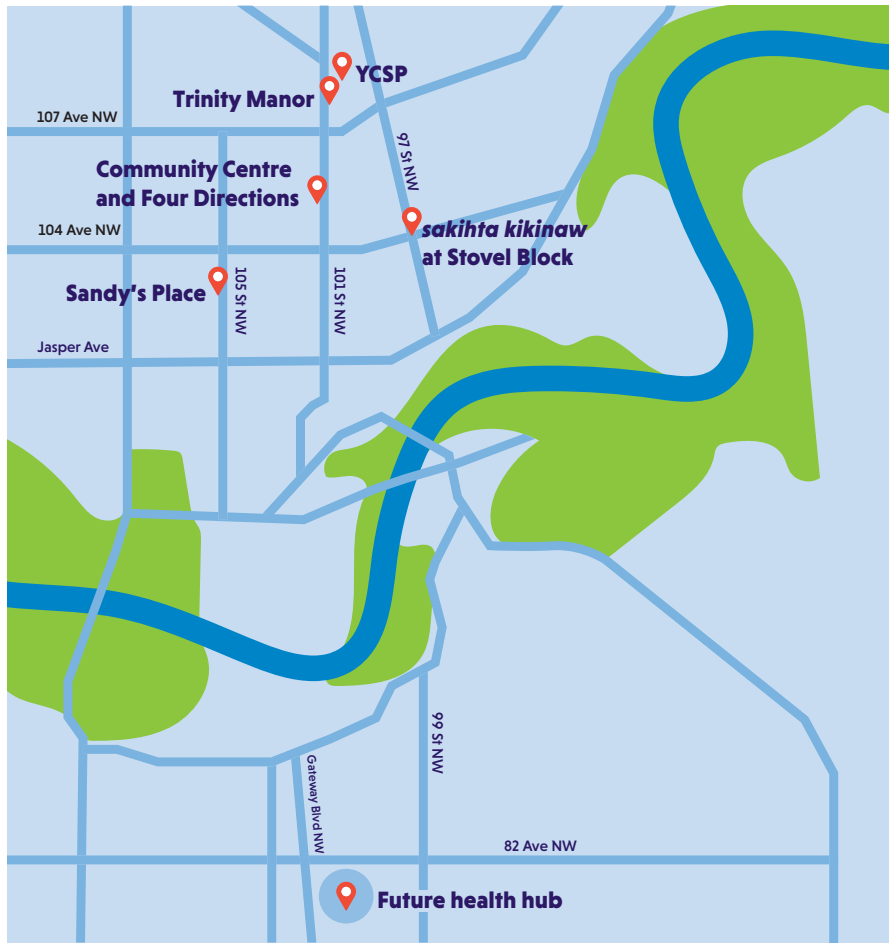 YCSP
Trinity Manor
107 Ave NW
97 St NW
Community Centre
and Four Directions
104 Ave NW
sakihta kikinaw
at Stovel Block
Sandy's Place
105 St NW
101 St NW
Jasper Ave
99 St NW
Gateway Blvd NW
82 Ave NW
Future health hub